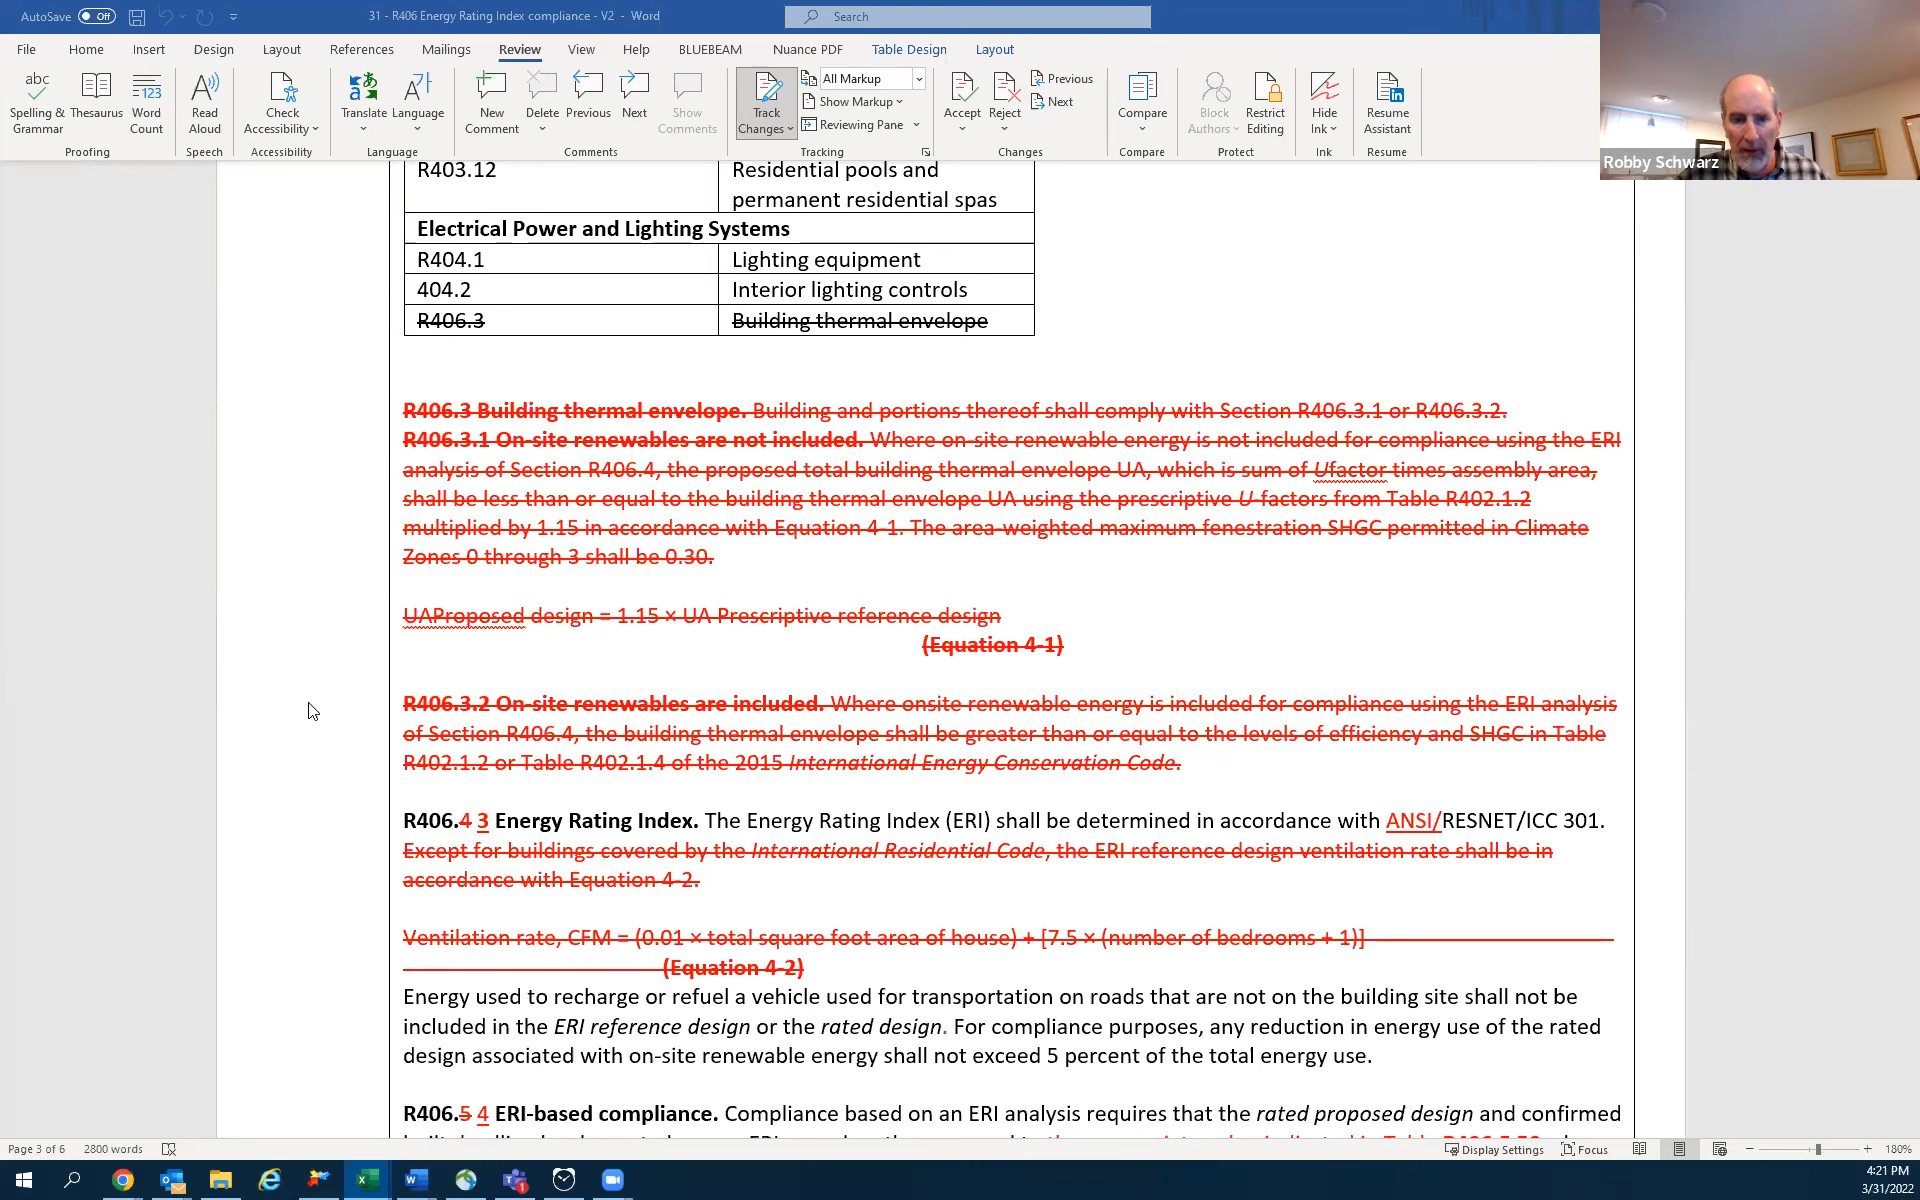 AutoSave Off
31 - R406 Energy Rating Index compliance - V2 - Word
Search
File Home Insert Design Layout References Mailings Review View Help BLUEBEAM Nuance PDF Table Design Layout
abc
Spelling &
Grammar
Thesaurus
123
Word
Count
Proofing
Read
Aloud
Speech
Check
Accessibility
Accessibility
Translate
Language
Language
New
Comment
Delete
Previous
Next
Show
Comments
Comments
Track
Changes
All Markup
Show Markup
Reviewing Pane
Tracking
Accept
Reject
Previous
Next
Changes
Compare
Compare
Block
Authors
Restrict
Editing
Protect
Hide
Ink
Ink
Resume
Assistant
Resume
Robby Schwarz
R403.12 Residential pools and
permanent residential spas
Electrical Power and Lighting Systems
R404.1 Lighting equipment
404.2 Interior lighting controls
R406.3 Building thermal envelope
R406.3 Building thermal envelope. Building and portions thereof shall comply with Section R406.3.1 or R406.3.2.
R406.3.1 On-site renewables are not included. Where on-site renewable energy is not included for compliance using the ERI
analysis of Section R406.4, the proposed total building thermal envelope UA, which is sum of Ufactor times assembly area,
shall be less than or equal to the building thermal envelope UA using the prescriptive U-factors from Table R402.1.2
multiplied by 1.15 in accordance with Equation 4-1. The area-weighted maximum fenestration SHGC permitted in Climate
Zones 0 through 3 shall be 0.30.
UAProposed design = 1.15 × UA Prescriptive reference design
(Equation 4-1)
R406.3.2 On-site renewables are included. Where onsite renewable energy is included for compliance using the ERI analysis
of Section R406.4, the building thermal envelope shall be greater than or equal to the levels of efficiency and SHGC in Table
R402.1.2 or Table R402.1.4 of the 2015 International Energy Conservation Code.
R406.4 3 Energy Rating Index. The Energy Rating Index (ERI) shall be determined in accordance with ANSI/RESNET/ICC 301.
Except for buildings covered by the International Residential Code, the ERI reference design ventilation rate shall be in
accordance with Equation 4-2.
Ventilation rate, CFM = (0.01 × total square foot area of house) + [7.5 × (number of bedrooms + 1)]
(Equation 4-2)
Energy used to recharge or refuel a vehicle used for transportation on roads that are not on the building site shall not be
included in the ERI reference design or the rated design. For compliance purposes, any reduction in energy use of the rated
design associated with on-site renewable energy shall not exceed 5 percent of the total energy use.
R406.5 4 ERI-based compliance. Compliance based on an ERI analysis requires that the rated proposed design and confirmed
Page 3 of 6 2800 words
Display Settings Focus 180%
4:21 PM
3/31/2022